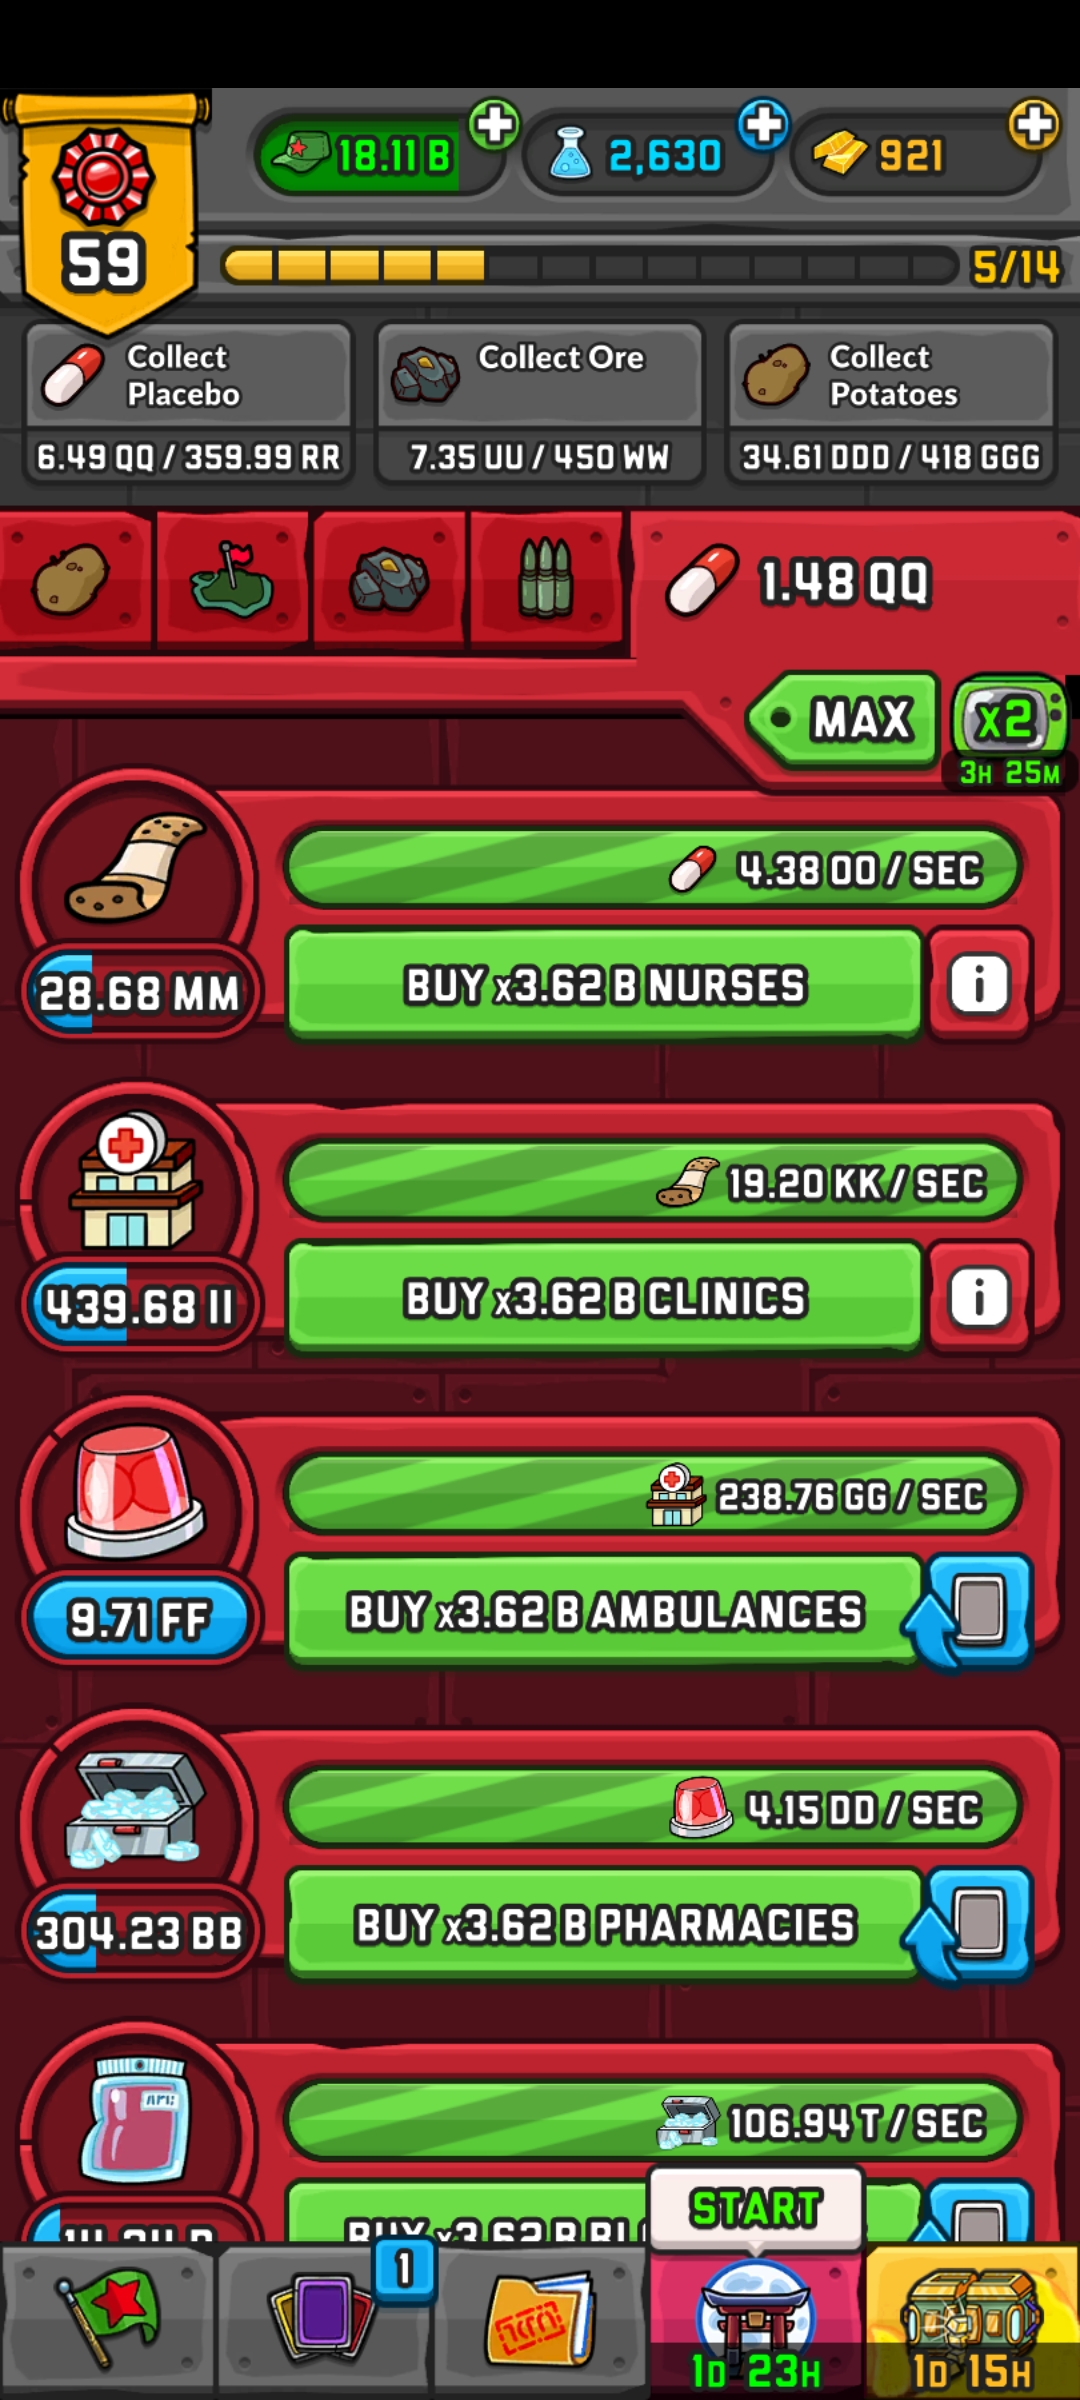 18.11 B
2,630
921
59
5/14
Collect
Placebo
6.49 QQ / 359.99 RR
Collect Ore
7.35 UU / 450 WW
Collect
Potatoes
34.61 DDD / 418 GGG
1.48 QQ
MAX
x2
3H 25M
4.38 OO / SEC
28.68 MM
BUY x3.62 B NURSES
i
19.20 KK / SEC
439.68 II
BUY x3.62 B CLINICS
i
238.76 GG / SEC
9.71 FF
BUY x3.62 B AMBULANCES
4.15 DD / SEC
304.23 BB
BUY x3.62 B PHARMACIES
106.94 T / SEC
BUY x3.62 B
START
1
1D 23H
1D 15H